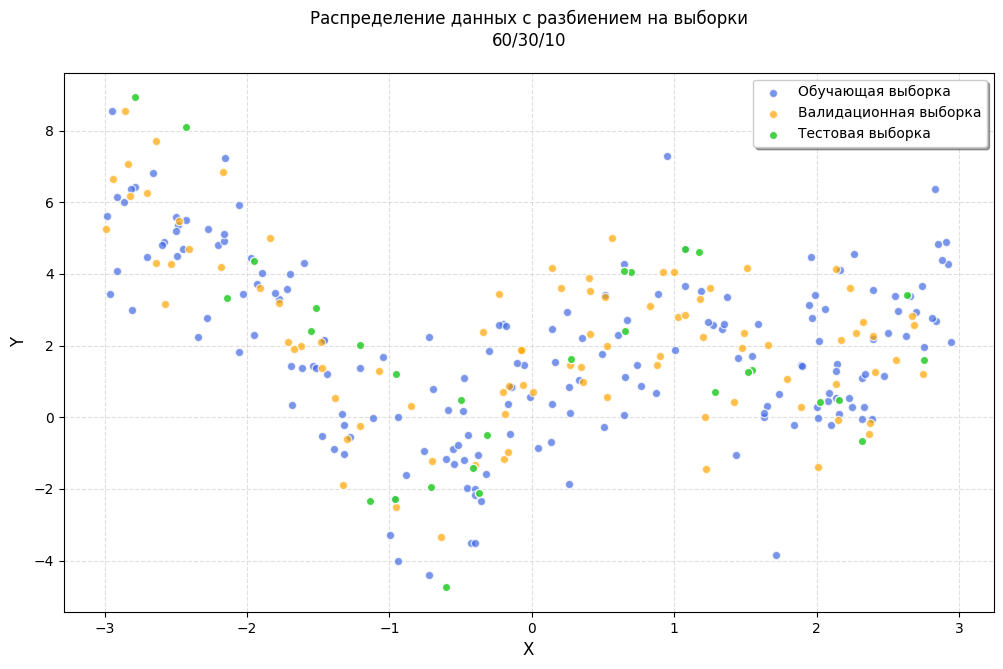 Распределение данных с разбиением на выборки
60/30/10
Обучающая выборка
Валидационная выборка
Тестовая выборка
8
6
4
2
0
−2
−4
Y
−3
−2
−1
0
1
2
3
X